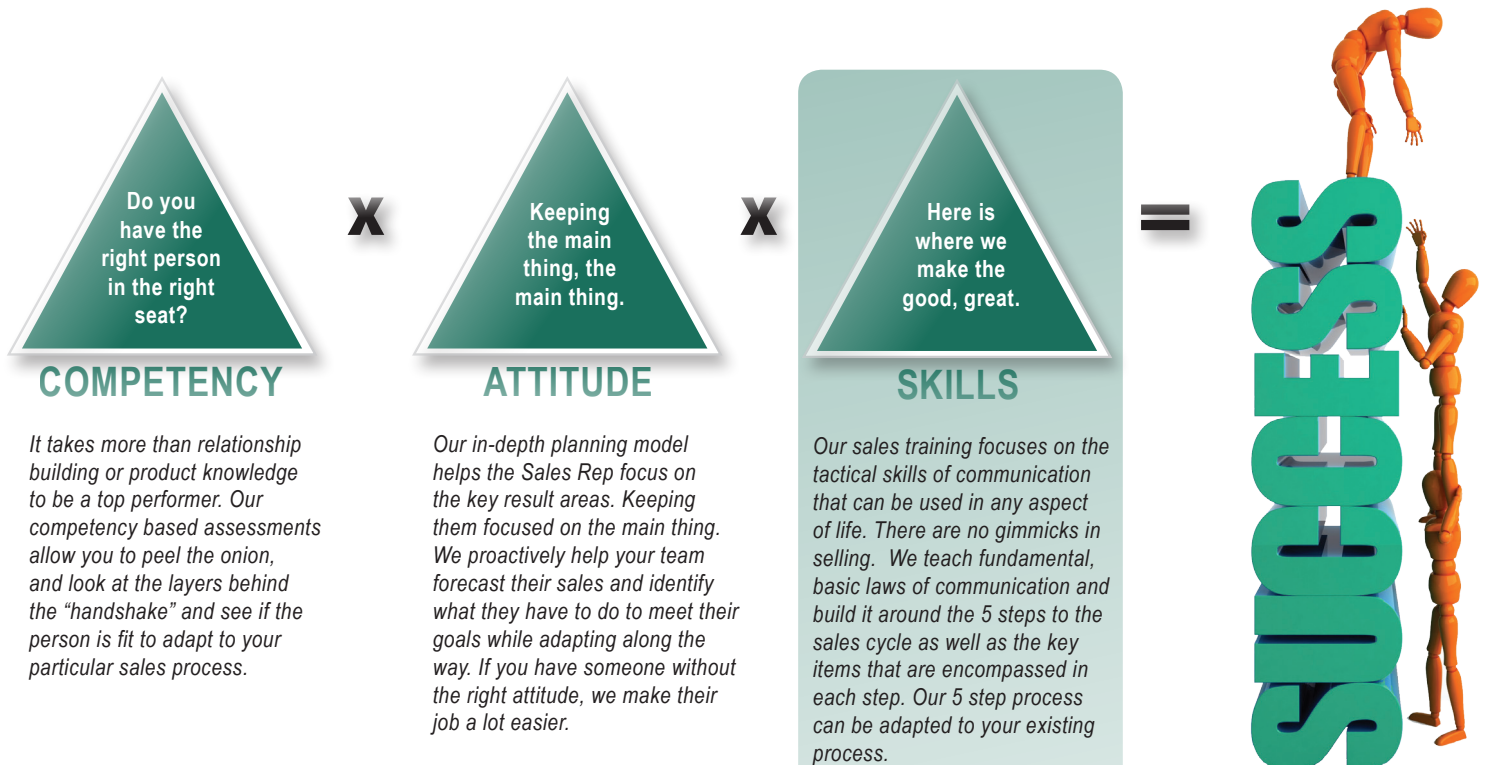 Do you
have the
right person
in the right
seat?
COMPETENCY
It takes more than relationship
building or product knowledge
to be a top performer. Our
competency based assessments
allow you to peel the onion,
and look at the layers behind
the “handshake” and see if the
person is fit to adapt to your
particular sales process.
x
Keeping
the main
thing, the
main thing.
ATTITUDE
Our in-depth planning model
helps the Sales Rep focus on
the key result areas. Keeping
them focused on the main thing.
We proactively help your team
forecast their sales and identify
what they have to do to meet their
goals while adapting along the
way. If you have someone without
the right attitude, we make their
job a lot easier.
x
Here is
where we
make the
good, great.
SKILLS
Our sales training focuses on the
tactical skills of communication
that can be used in any aspect
of life. There are no gimmicks in
selling.  We teach fundamental,
basic laws of communication and
build it around the 5 steps to the
sales cycle as well as the key
items that are encompassed in
each step. Our 5 step process
can be adapted to your existing
process.
=
SUCCESS